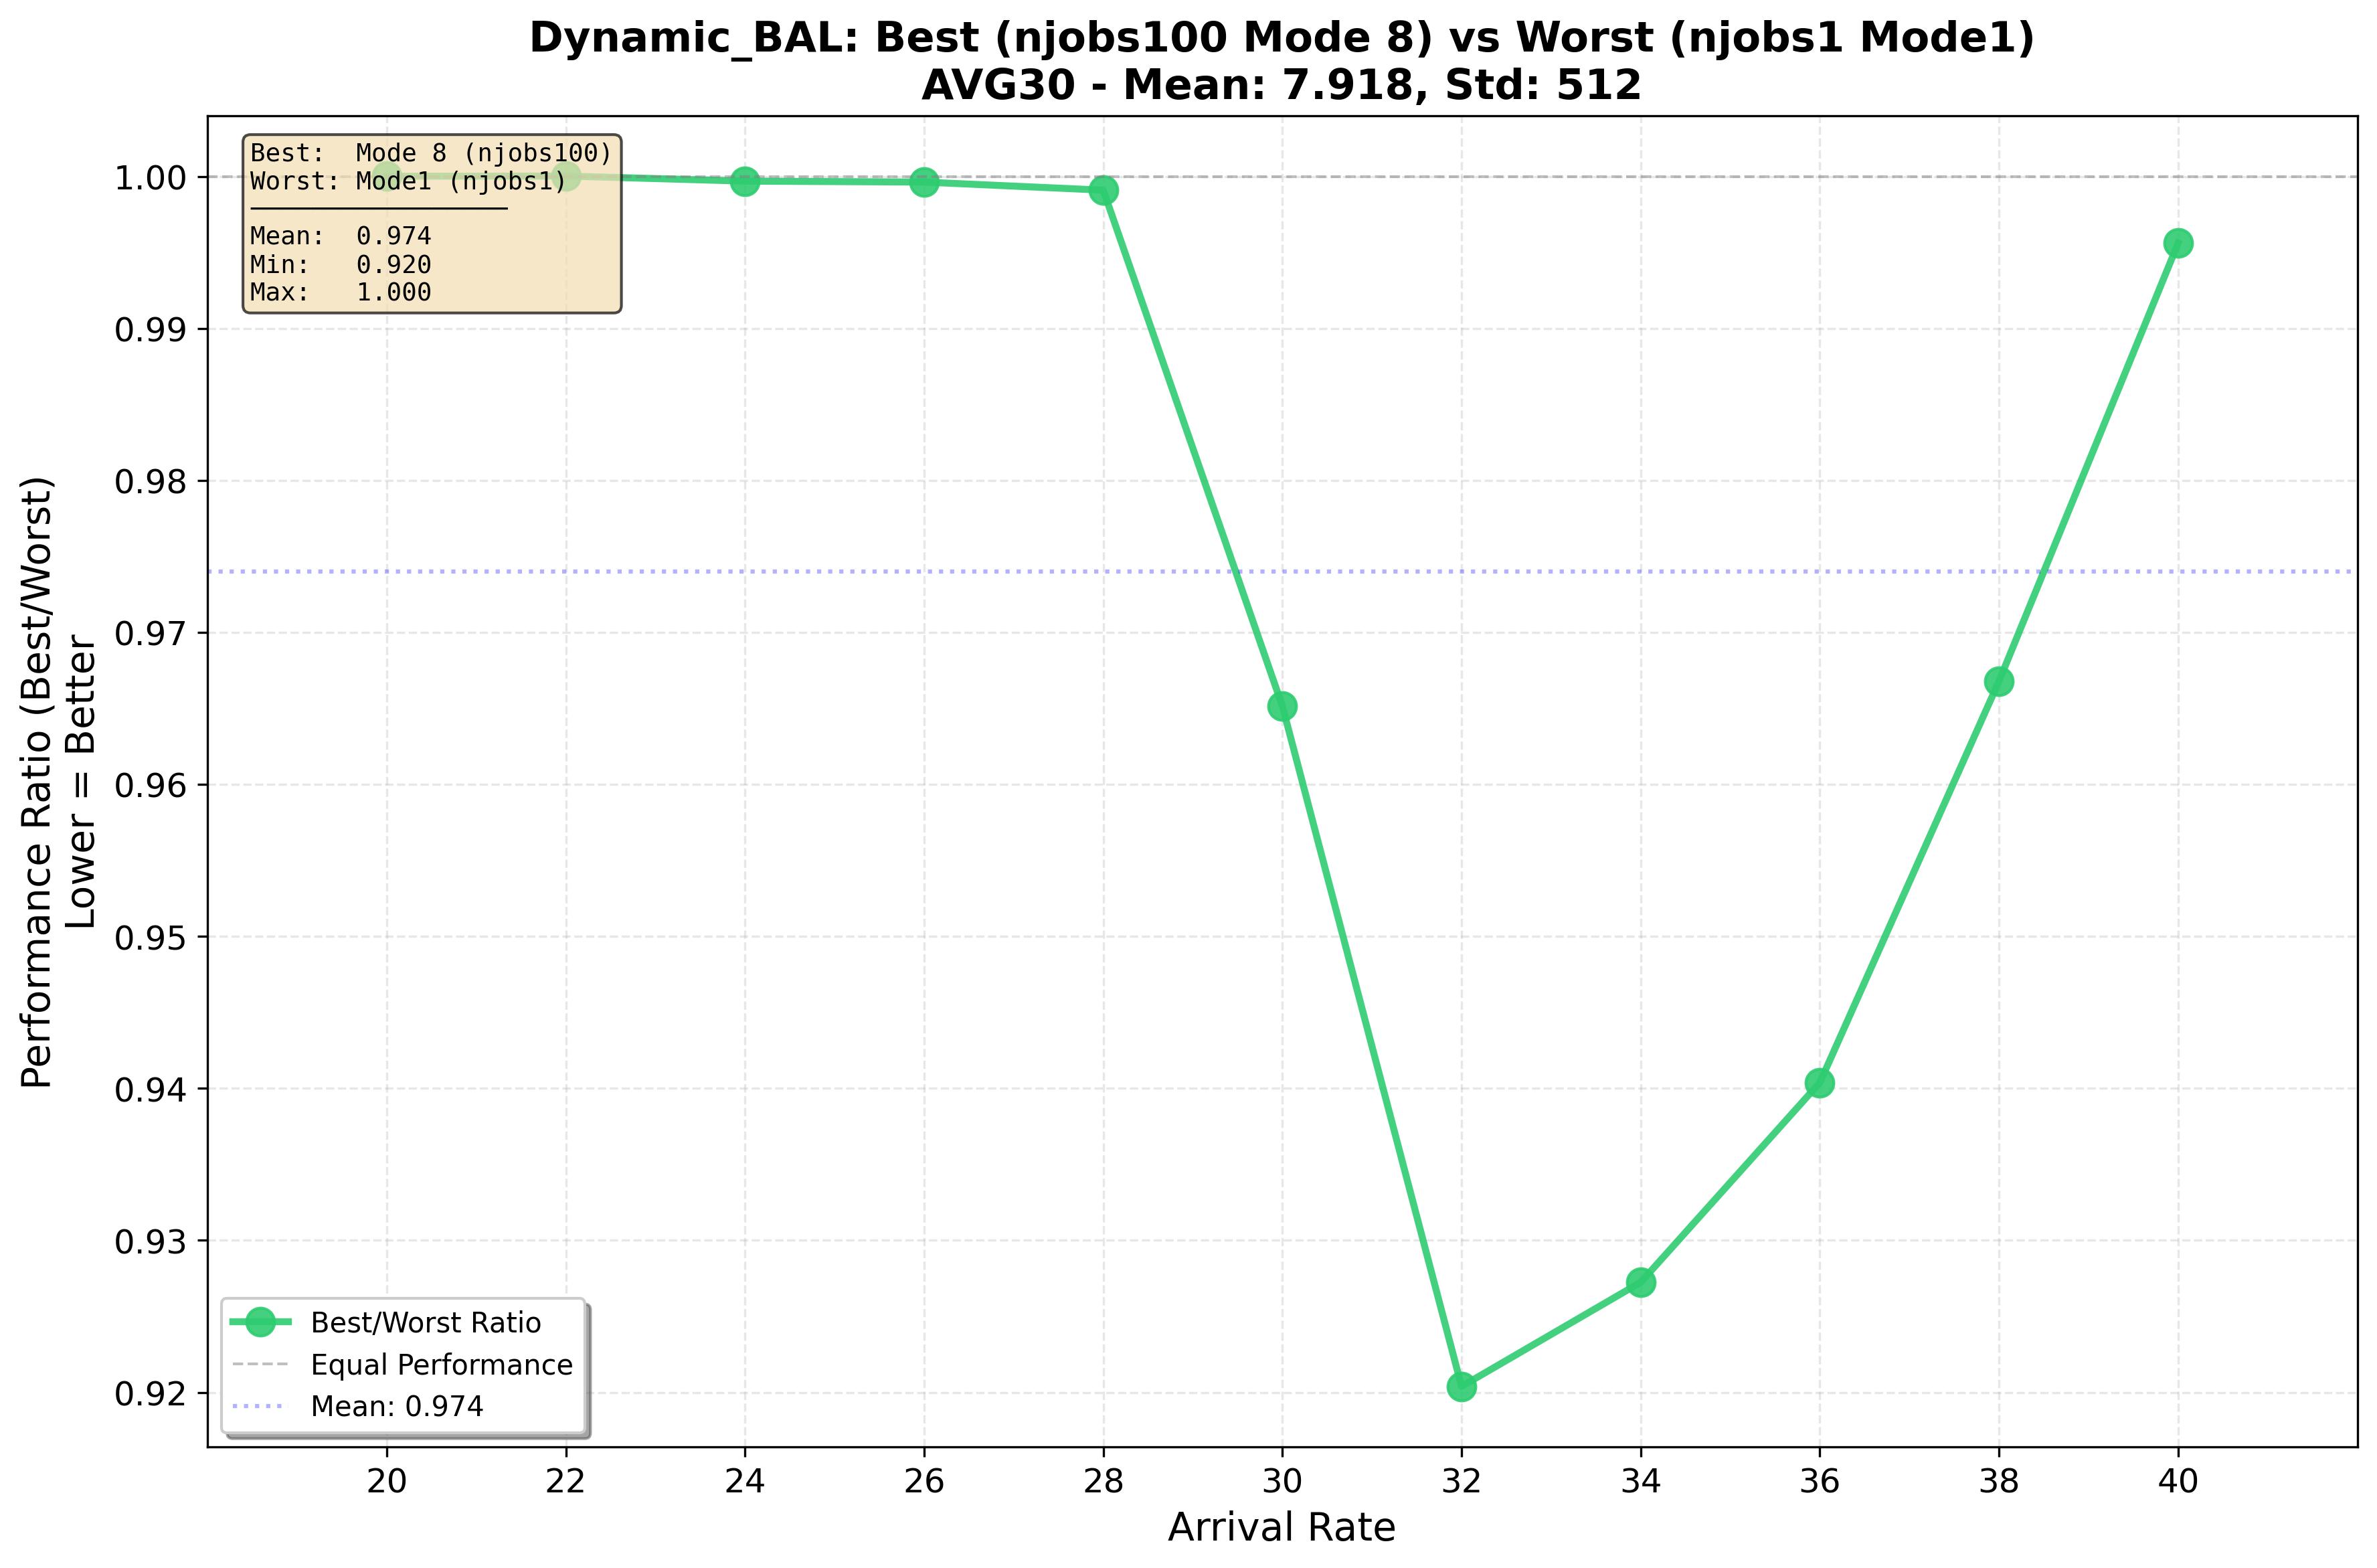 Dynamic_BAL: Best (njobs100 Mode 8) vs Worst (njobs1 Mode1)
AVG30 - Mean: 7.918, Std: 512
Best:  Mode 8 (njobs100)
Worst: Mode1 (njobs1)
Mean:  0.974
Min:   0.920
Max:   1.000
Performance Ratio (Best/Worst)
Lower = Better
1.00
0.99
0.98
0.97
0.96
0.95
0.94
0.93
0.92
Best/Worst Ratio
Equal Performance
Mean: 0.974
20 22 24 26 28 30 32 34 36 38 40
Arrival Rate